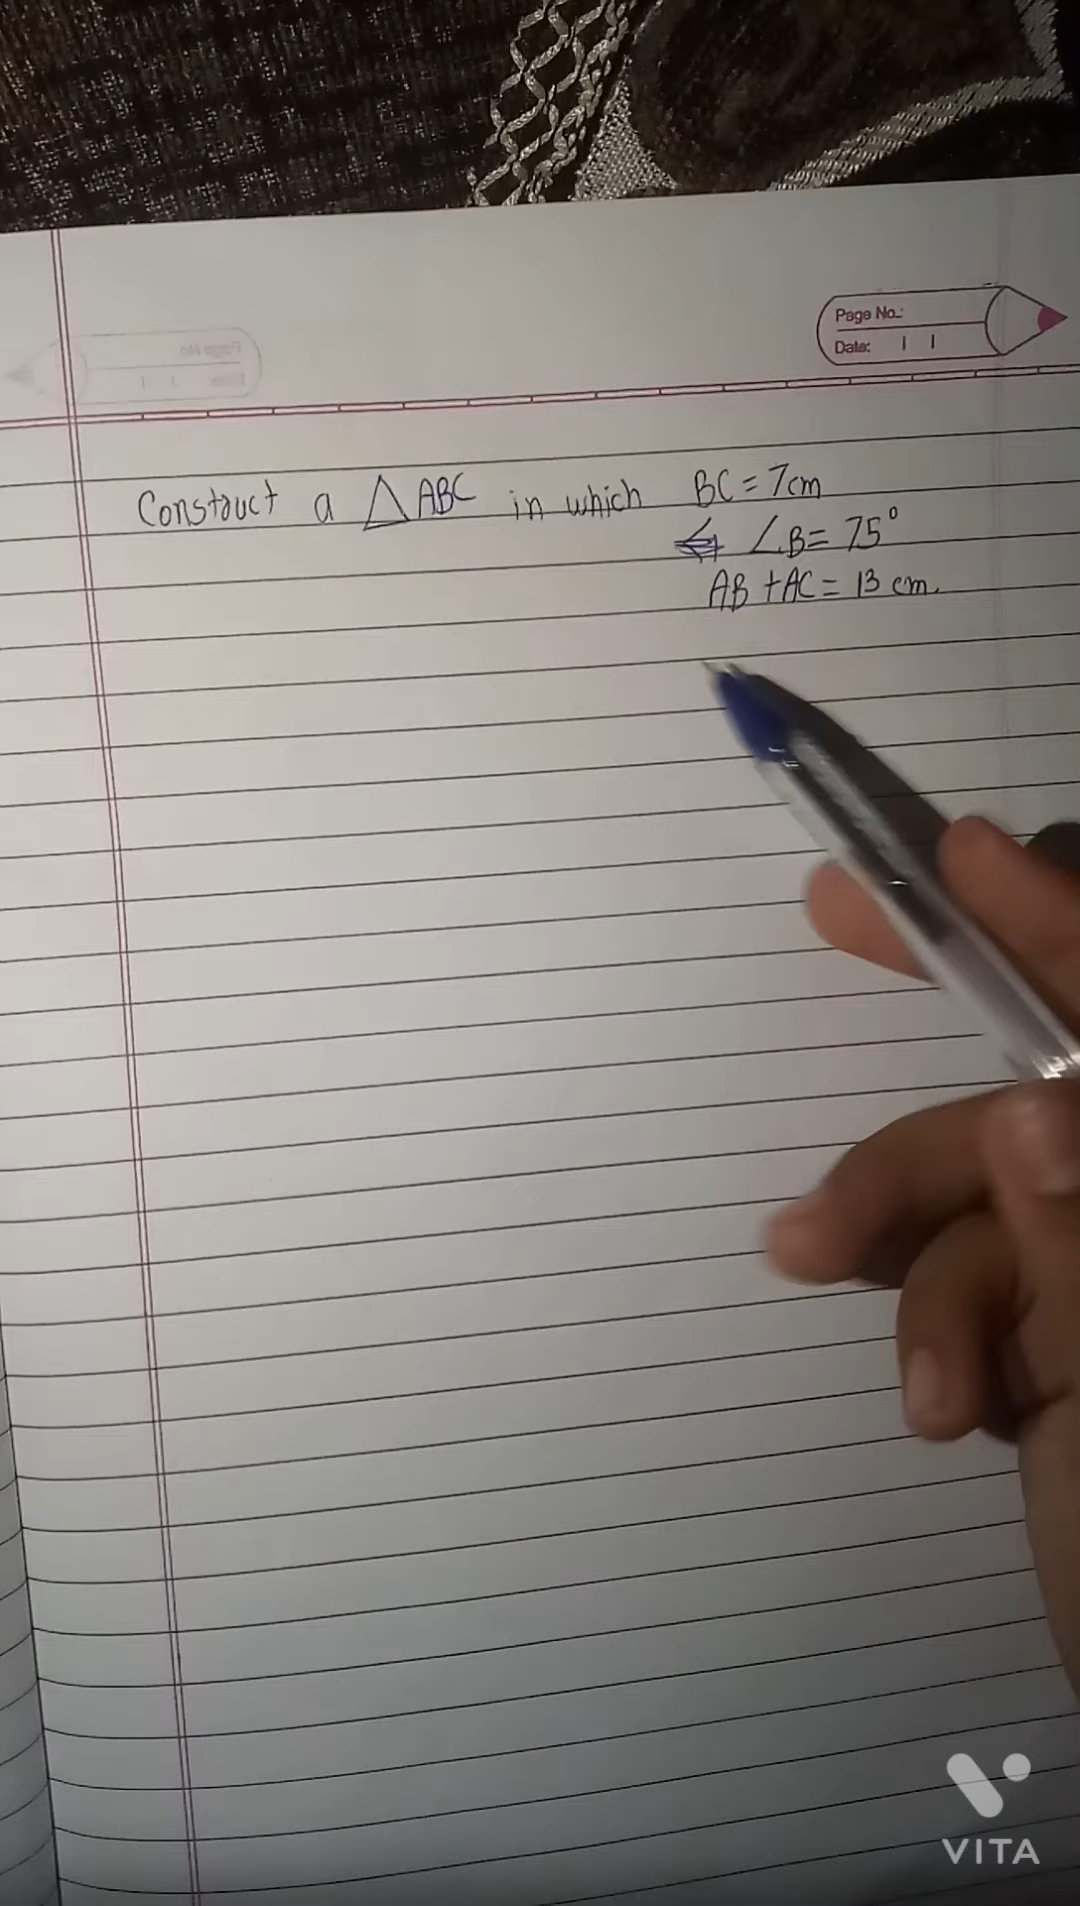 Page No.:
Date:
Construct a △ABC in which BC = 7cm
∠B = 75°
AB + AC = 13 cm.
VITA